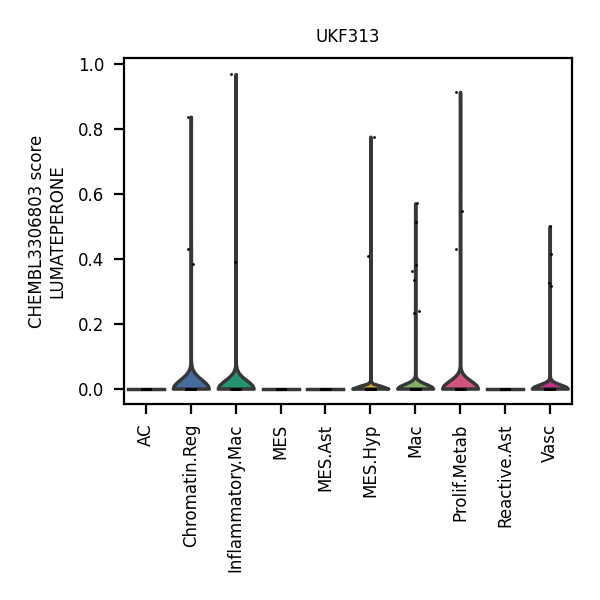 UKF313
CHEMBL3306803 score
LUMATEPERONE
1.0
0.8
0.6
0.4
0.2
0.0
AC
Chromatin.Reg
Inflammatory.Mac
MES
MES.Ast
MES.Hyp
Mac
Prolif.Metab
Reactive.Ast
Vasc